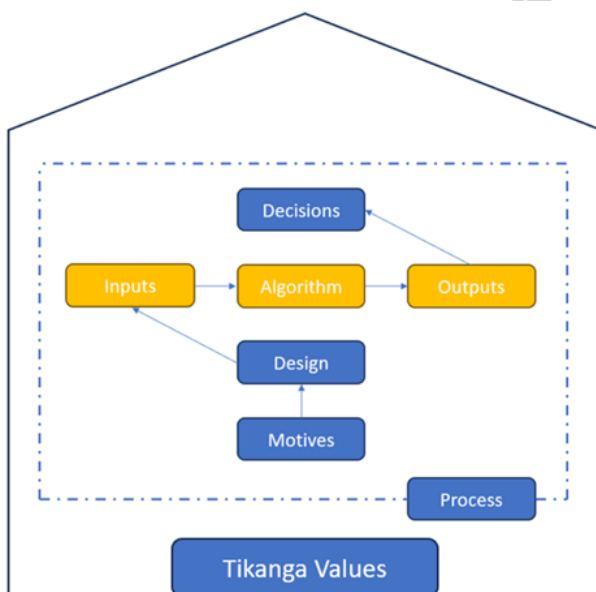 Decisions
Inputs
Algorithm
Outputs
Design
Motives
Process
Tikanga Values